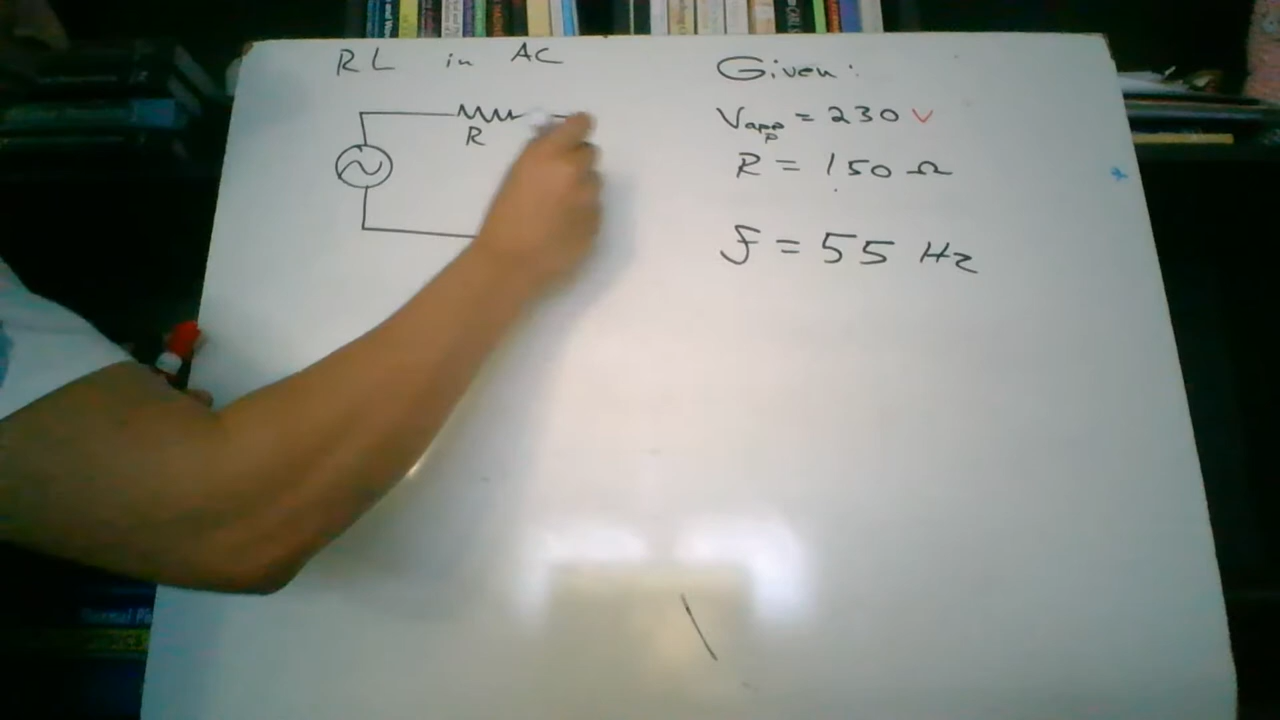 RL in AC
R
Given:
Vapp = 230 V
R = 150 Ω
f = 55 Hz